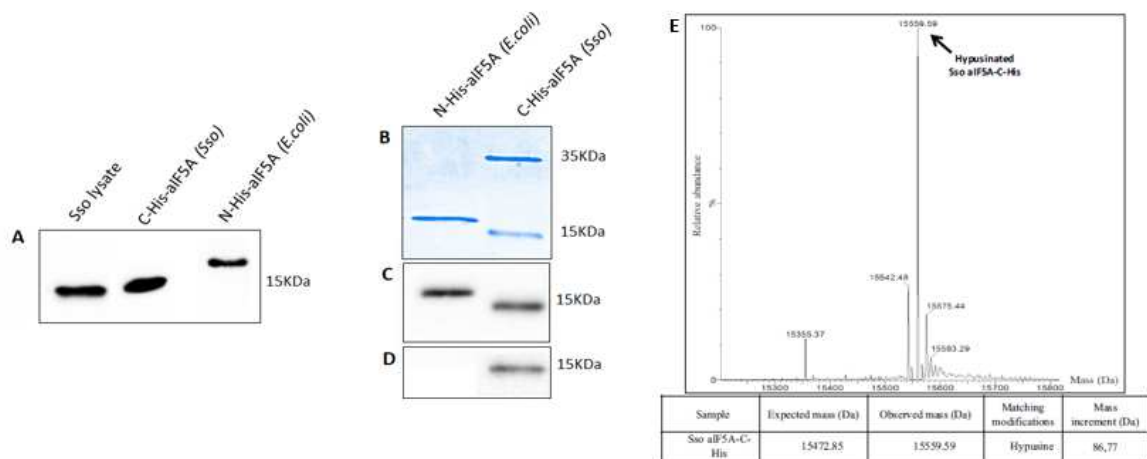 A
Sso lysate
C-His-aIF5A (Sso)
N-His-aIF5A (E.coli)
15KDa
N-His-aIF5A (E.coli)
C-His-aIF5A (Sso)
B
35KDa
15KDa
C
15KDa
D
15KDa
E
100
%
0
Relative abundance
15559.59
Hypusinated
Sso aIF5A-C-His
15542.48
15575.44
15583.29
15355.37
15300
15400
15500
15600
15700
15800
Mass (Da)
Sample Expected mass (Da) Observed mass (Da) Matching modifications Mass increment (Da)
Sso aIF5A-C-His 15472.85 15559.59 Hypusine 86,77